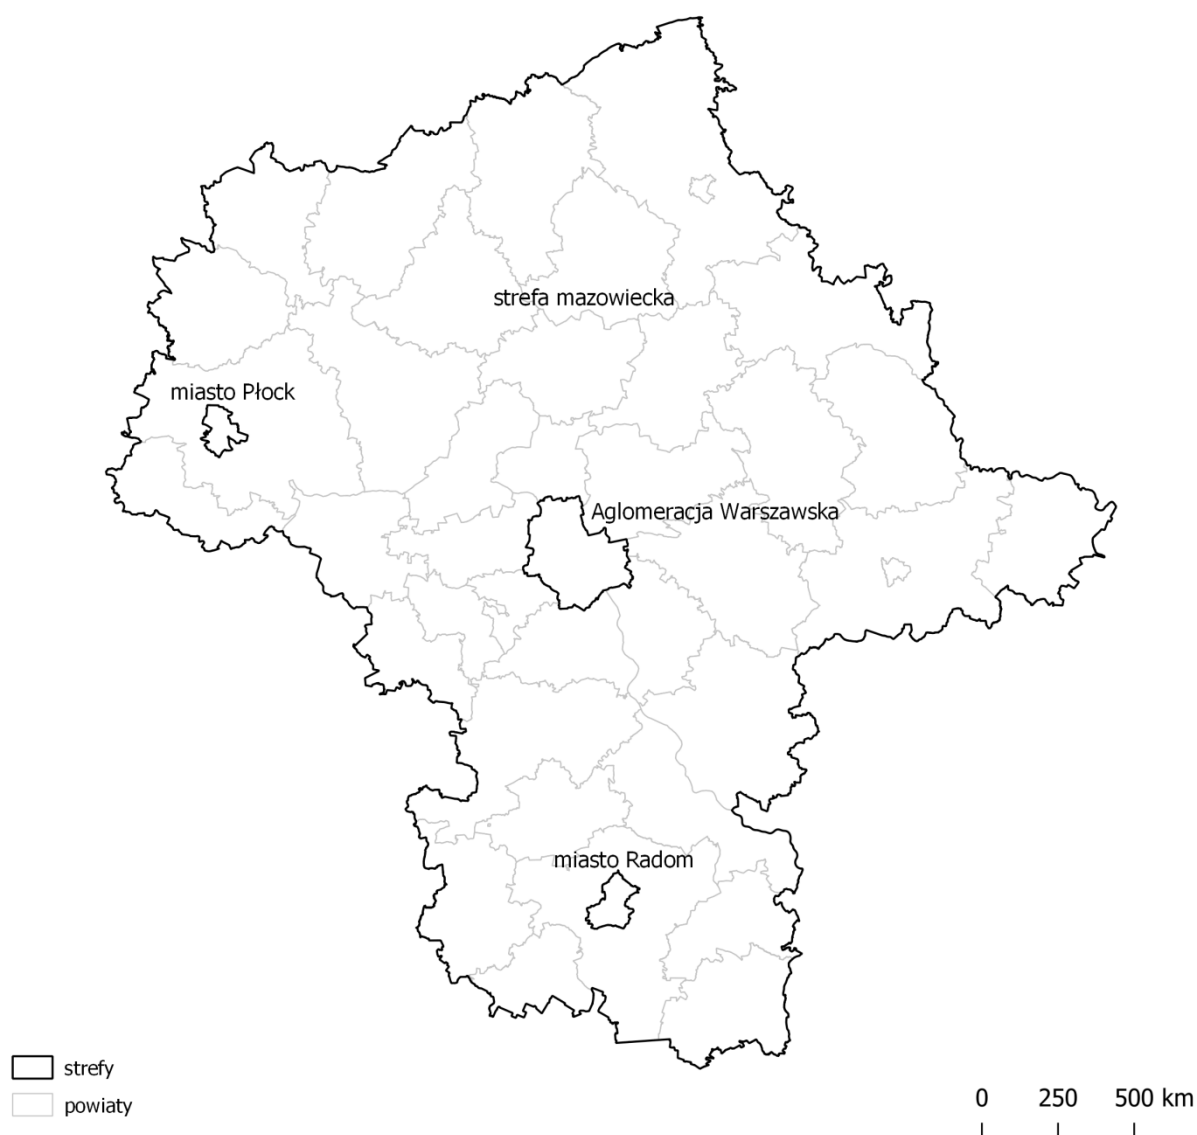 strefa mazowiecka
miasto Płock
Aglomeracja Warszawska
miasto Radom
strefy
powiaty
0 250 500 km